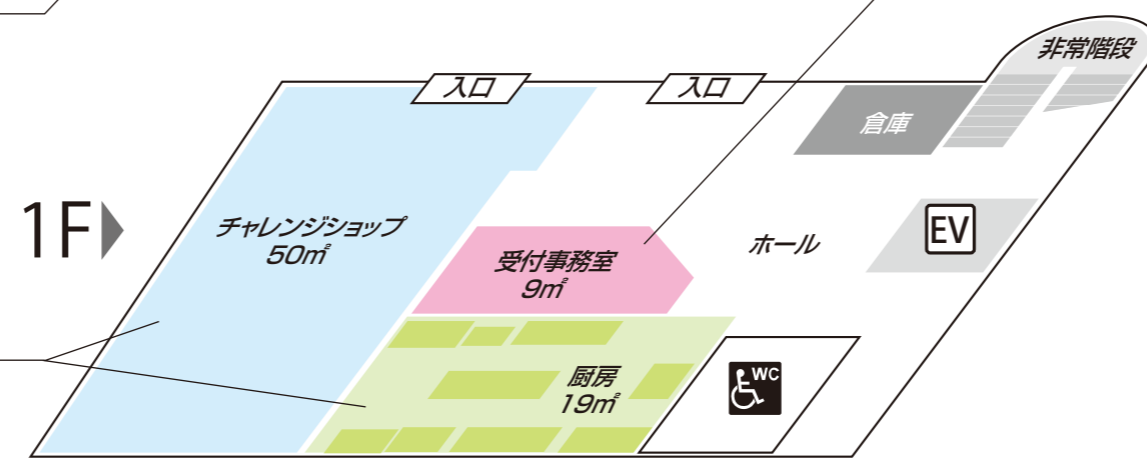 非常階段
入口
入口
倉庫
1F
チャレンジショップ
50㎡
受付事務室
9㎡
ホール
EV
厨房
19㎡
WC